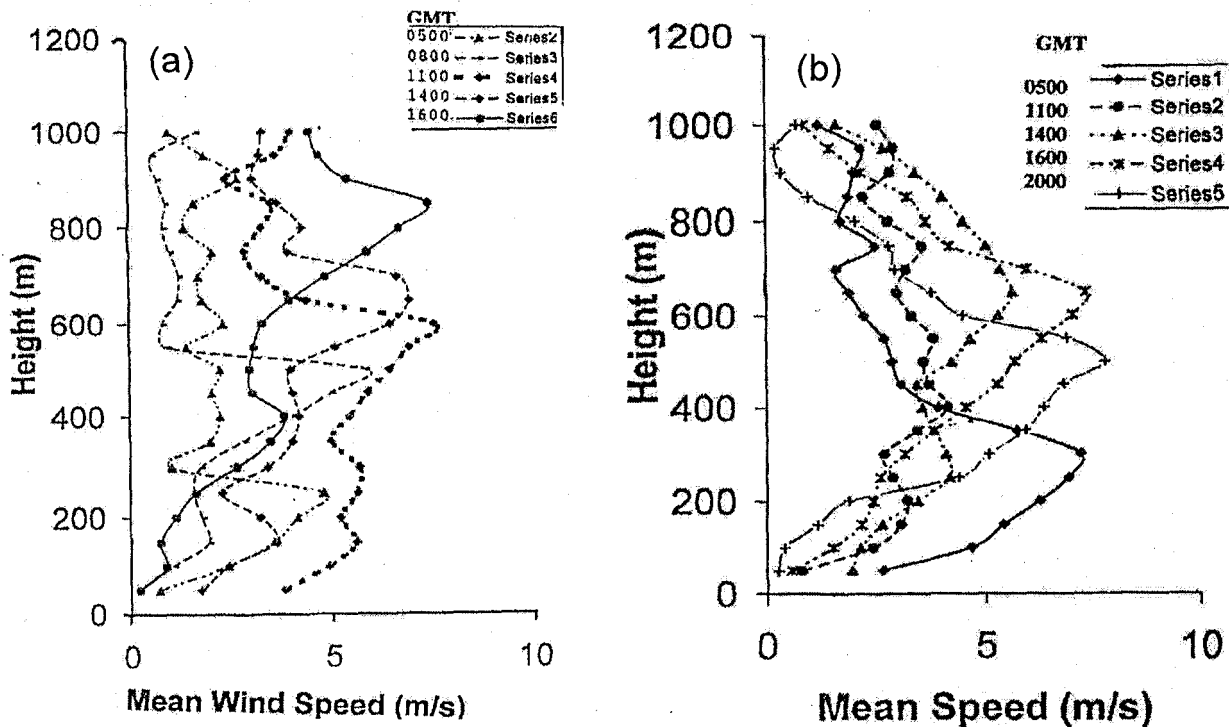 GMT
(a)
0500 Series2
0800 Series3
1100 Series4
1400 Series5
1600 Series6
1200
1000
800
600
400
200
0
Height (m)
0 5 10
Mean Wind Speed (m/s)
(b)
GMT
0500 Series1
1100 Series2
1400 Series3
1600 Series4
2000 Series5
1200
1000
800
600
400
200
0
Height (m)
0 5 10
Mean Speed (m/s)